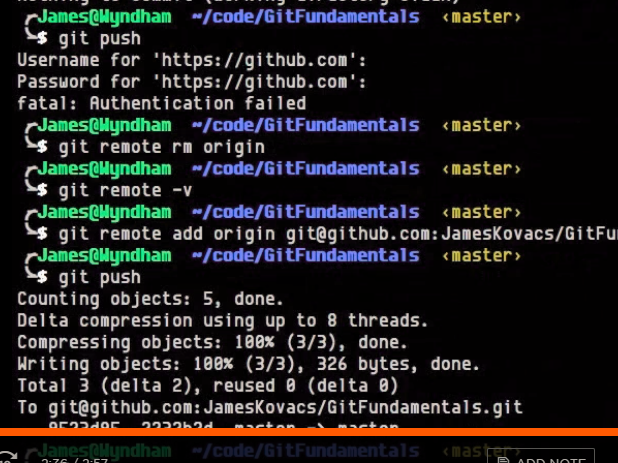 James@Wyndham ~/code/GitFundamentals ‹master›
$ git push
Username for 'https://github.com':
Password for 'https://github.com':
fatal: Authentication failed
James@Wyndham ~/code/GitFundamentals ‹master›
$ git remote rm origin
James@Wyndham ~/code/GitFundamentals ‹master›
$ git remote -v
James@Wyndham ~/code/GitFundamentals ‹master›
$ git remote add origin git@github.com:JamesKovacs/GitFu
James@Wyndham ~/code/GitFundamentals ‹master›
$ git push
Counting objects: 5, done.
Delta compression using up to 8 threads.
Compressing objects: 100% (3/3), done.
Writing objects: 100% (3/3), 326 bytes, done.
Total 3 (delta 2), reused 0 (delta 0)
To git@github.com:JamesKovacs/GitFundamentals.git
master -> master
James@Wyndham ~/code/GitFundamentals ‹master›
2:36 / 2:57
ADD NOTE